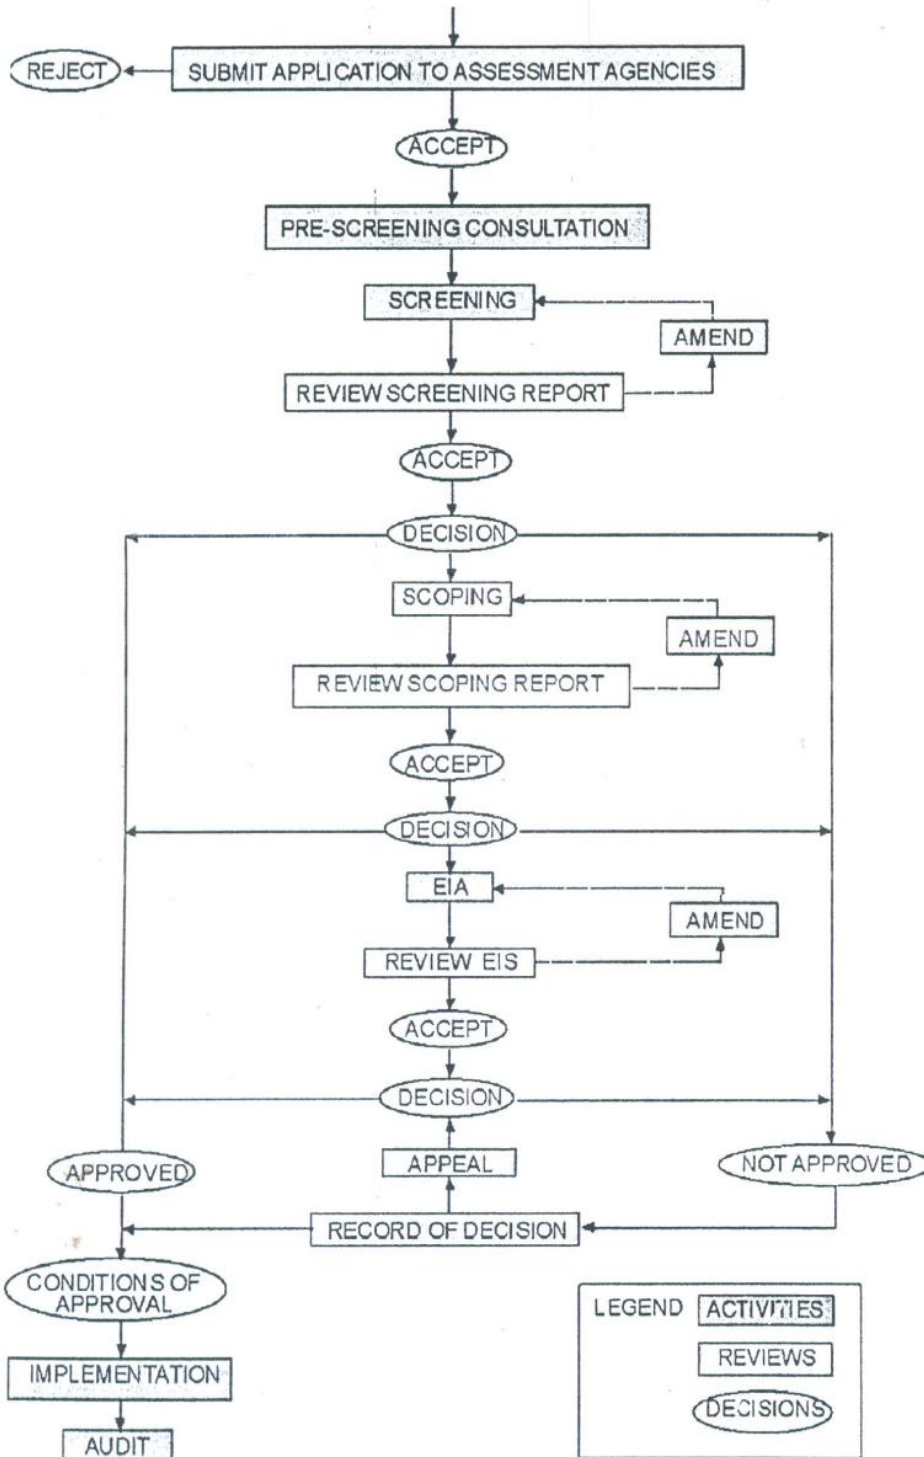 REJECT
SUBMIT APPLICATION TO ASSESSMENT AGENCIES
ACCEPT
PRE-SCREENING CONSULTATION
SCREENING
AMEND
REVIEW SCREENING REPORT
ACCEPT
DECISION
SCOPING
AMEND
REVIEW SCOPING REPORT
ACCEPT
DECISION
EIA
AMEND
REVIEW EIS
ACCEPT
DECISION
APPROVED
APPEAL
NOT APPROVED
RECORD OF DECISION
CONDITIONS OF
APPROVAL
LEGEND
ACTIVITIES
REVIEWS
DECISIONS
IMPLEMENTATION
AUDIT